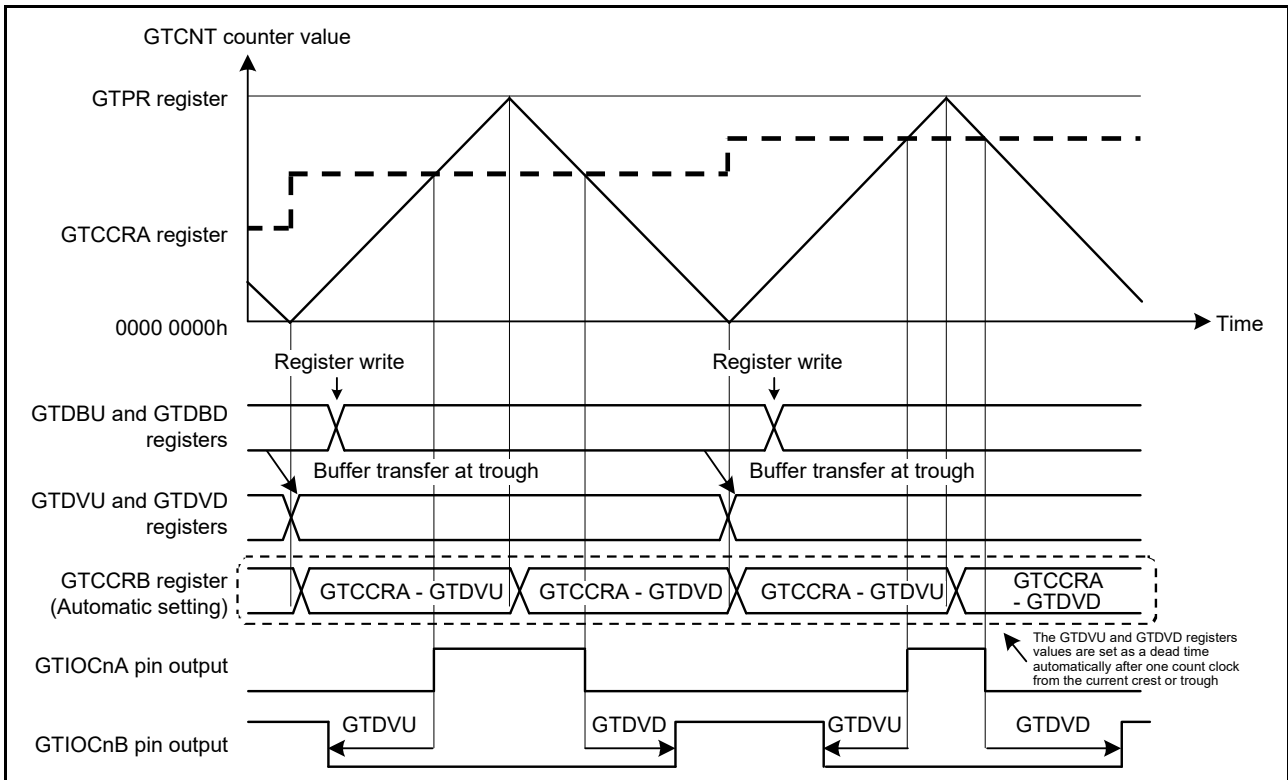 GTCNT counter value
GTPR register
GTCCRA register
0000 0000h
Time
Register write
Register write
GTDBU and GTDBD
registers
Buffer transfer at trough
Buffer transfer at trough
GTDVU and GTDVD
registers
GTCCRB register
(Automatic setting)
GTCCRA - GTDVU
GTCCRA - GTDVD
GTCCRA - GTDVU
GTCCRA
- GTDVD
The GTDVU and GTDVD registers
values are set as a dead time
automatically after one count clock
from the current crest or trough
GTIOCnA pin output
GTIOCnB pin output
GTDVU
GTDVD
GTDVU
GTDVD